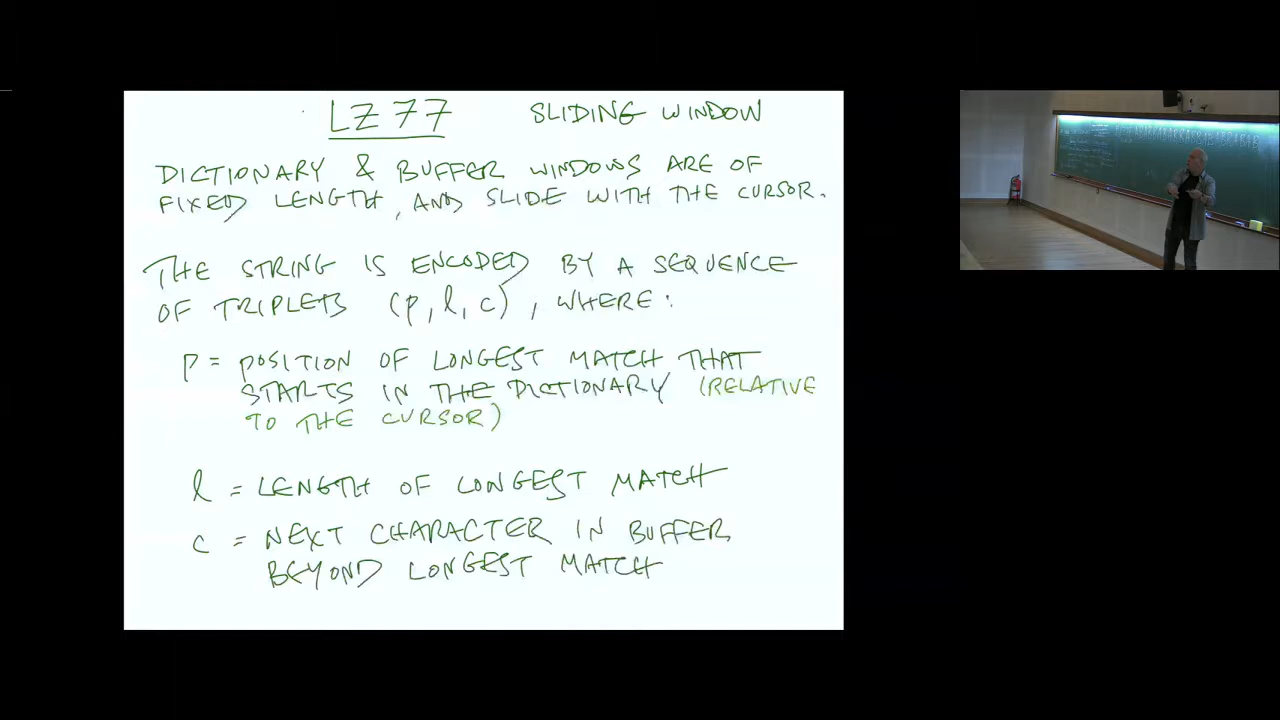 LZ77 SLIDING WINDOW
DICTIONARY & BUFFER WINDOWS ARE OF
FIXED LENGTH, AND SLIDE WITH THE CURSOR.
THE STRING IS ENCODED BY A SEQUENCE
OF TRIPLETS (p, l, c), WHERE:
p = POSITION OF LONGEST MATCH THAT
STARTS IN THE DICTIONARY (RELATIVE
TO THE CURSOR)
l = LENGTH OF LONGEST MATCH
c = NEXT CHARACTER IN BUFFER
BEYOND LONGEST MATCH